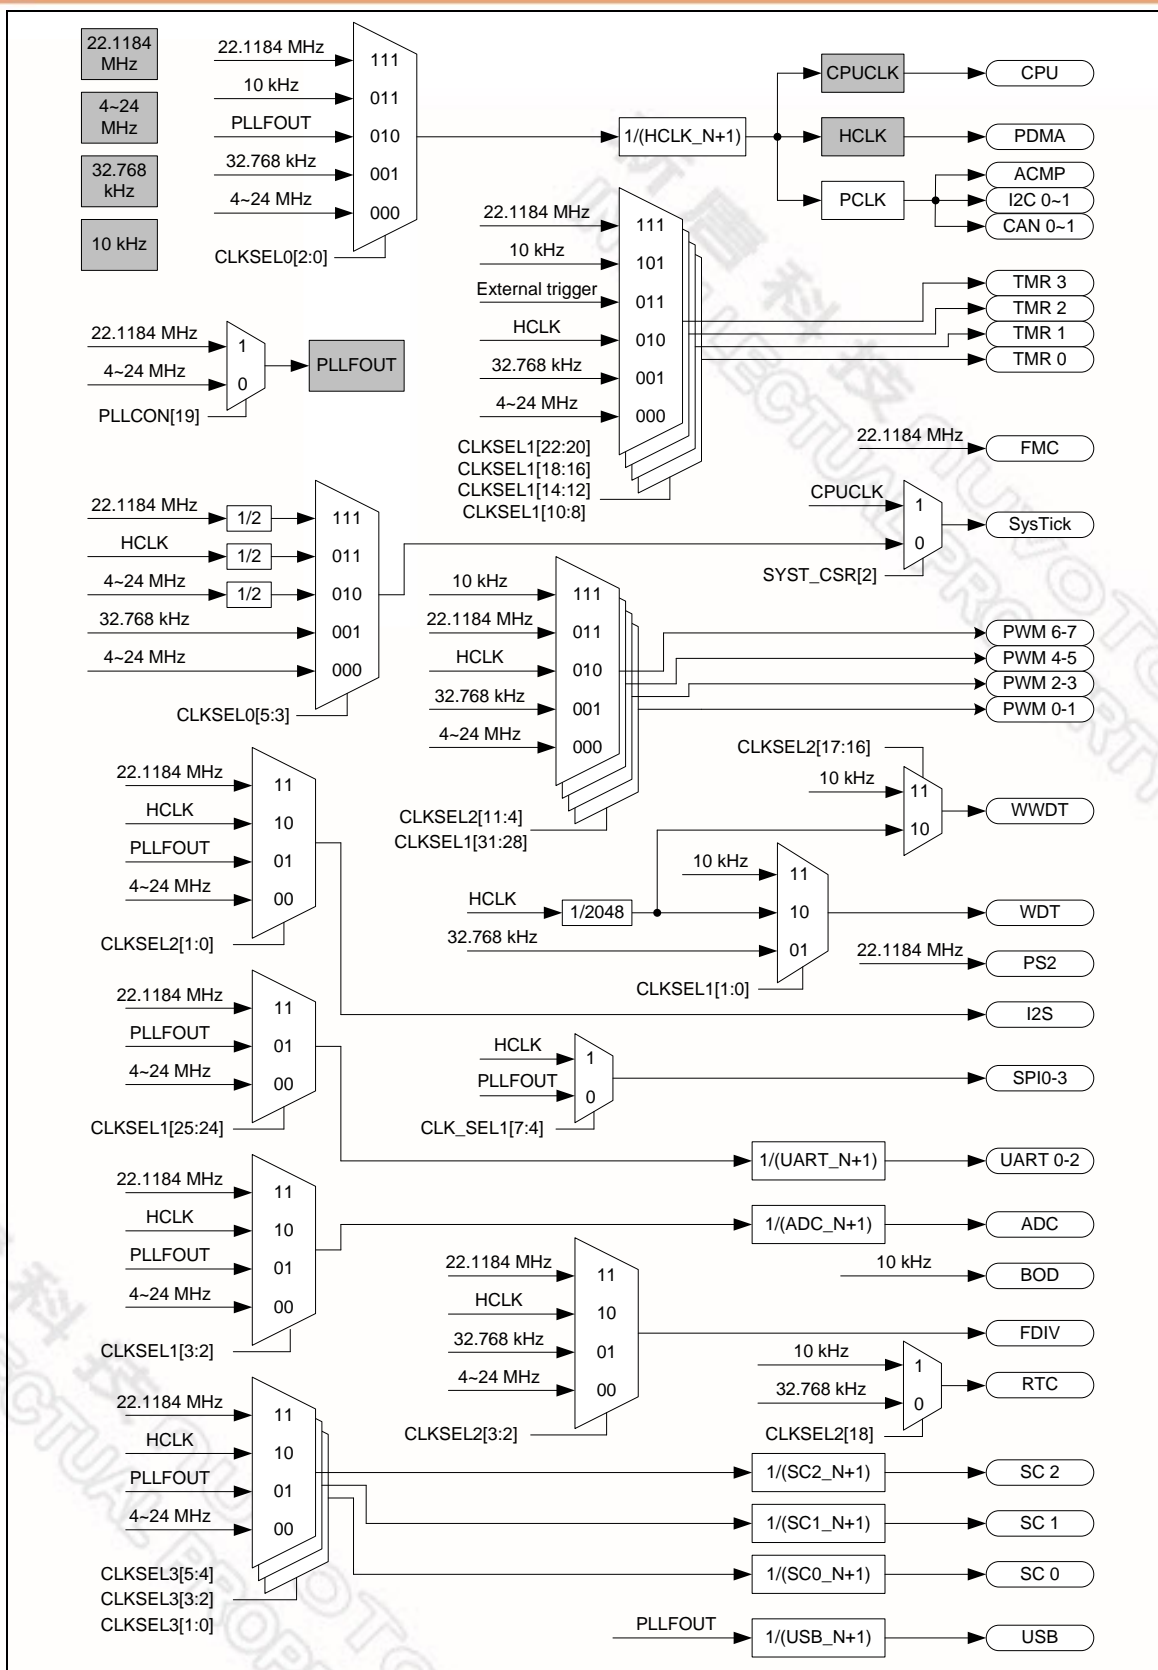 22.1184
MHz
4~24
MHz
32.768
kHz
10 kHz
22.1184 MHz
10 kHz
PLLFOUT
32.768 kHz
4~24 MHz
111
011
010
001
000
CLKSEL0[2:0]
1/(HCLK_N+1)
CPUCLK
HCLK
PCLK
CPU
PDMA
ACMP
I2C 0~1
CAN 0~1
22.1184 MHz
10 kHz
External trigger
HCLK
32.768 kHz
4~24 MHz
111
101
011
010
001
000
CLKSEL1[22:20]
CLKSEL1[18:16]
CLKSEL1[14:12]
CLKSEL1[10:8]
TMR 3
TMR 2
TMR 1
TMR 0
22.1184 MHz
4~24 MHz
1
0
PLLCON[19]
PLLFOUT
22.1184 MHz
FMC
22.1184 MHz
HCLK
4~24 MHz
32.768 kHz
4~24 MHz
1/2
1/2
1/2
111
011
010
001
000
CLKSEL0[5:3]
CPUCLK
1
0
SYST_CSR[2]
SysTick
10 kHz
22.1184 MHz
HCLK
32.768 kHz
4~24 MHz
111
011
010
001
000
CLKSEL2[11:4]
CLKSEL1[31:28]
PWM 6-7
PWM 4-5
PWM 2-3
PWM 0-1
CLKSEL2[17:16]
10 kHz
11
10
WWDT
22.1184 MHz
HCLK
PLLFOUT
4~24 MHz
11
10
01
00
CLKSEL2[1:0]
10 kHz
HCLK
1/2048
32.768 kHz
11
10
01
CLKSEL1[1:0]
WDT
22.1184 MHz
PS2
I2S
22.1184 MHz
PLLFOUT
4~24 MHz
11
01
00
CLKSEL1[25:24]
HCLK
PLLFOUT
1
0
CLK_SEL1[7:4]
SPI0-3
1/(UART_N+1)
UART 0-2
22.1184 MHz
HCLK
PLLFOUT
4~24 MHz
11
10
01
00
CLKSEL1[3:2]
1/(ADC_N+1)
ADC
10 kHz
BOD
22.1184 MHz
HCLK
32.768 kHz
4~24 MHz
11
10
01
00
CLKSEL2[3:2]
FDIV
10 kHz
32.768 kHz
1
0
CLKSEL2[18]
RTC
22.1184 MHz
HCLK
PLLFOUT
4~24 MHz
11
10
01
00
CLKSEL3[5:4]
CLKSEL3[3:2]
CLKSEL3[1:0]
1/(SC2_N+1)
SC 2
1/(SC1_N+1)
SC 1
1/(SC0_N+1)
SC 0
PLLFOUT
1/(USB_N+1)
USB